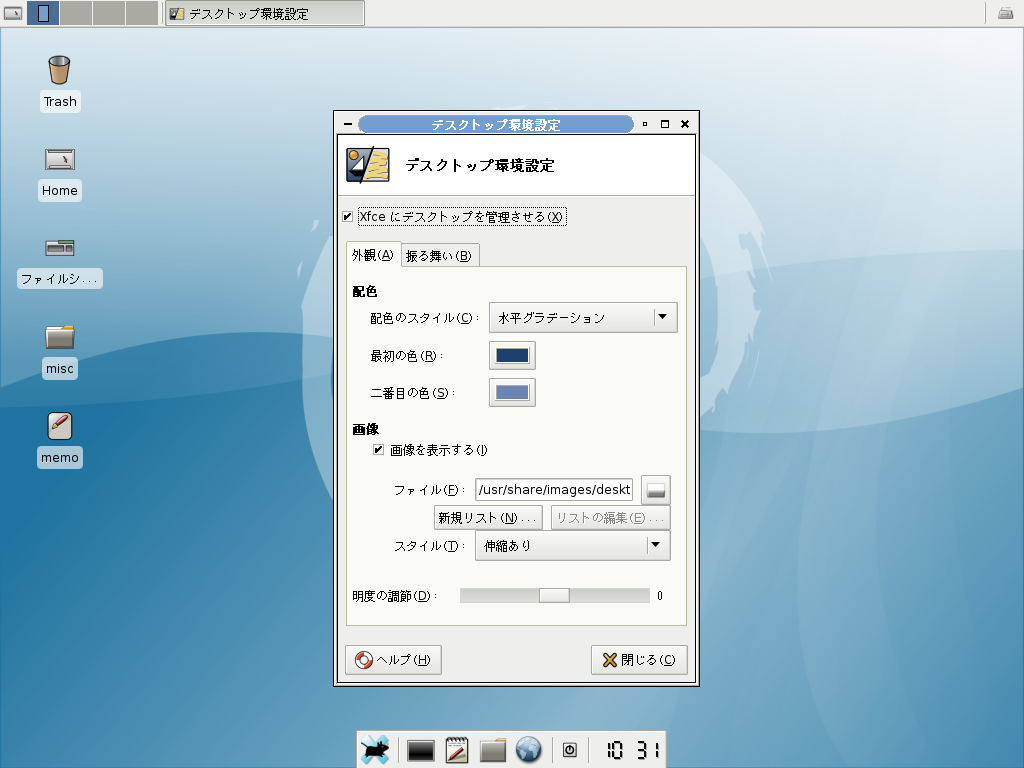 デスクトップ環境設定
Trash
Home
ファイルシ...
misc
memo
デスクトップ環境設定
デスクトップ環境設定
Xfce にデスクトップを管理させる(X)
外観(A) 振る舞い(B)
配色
配色のスタイル(C): 水平グラデーション
最初の色(R):
二番目の色(S):
画像
画像を表示する(I)
ファイル(F): /usr/share/images/deskt
新規リスト(N)... リストの編集(E)...
スタイル(T): 伸縮あり
明度の調節(D): 0
ヘルプ(H) 閉じる(C)
10 31